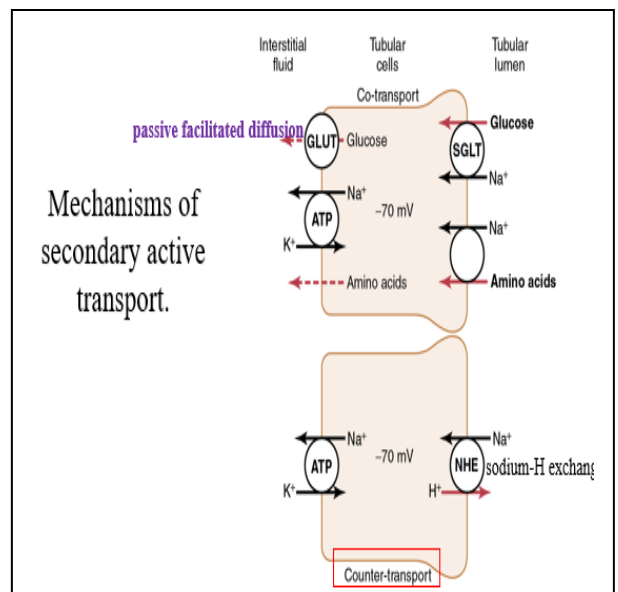 Interstitial fluid
Tubular cells
Tubular lumen
Co-transport
passive facilitated diffusion
GLUT
Glucose
Glucose
SGLT
Na⁺
Na⁺
ATP
−70 mV
K⁺
Na⁺
Amino acids
Amino acids
Mechanisms of
secondary active
transport.
Na⁺
ATP
−70 mV
K⁺
Na⁺
NHE
sodium-H exchang
H⁺
Counter-transport